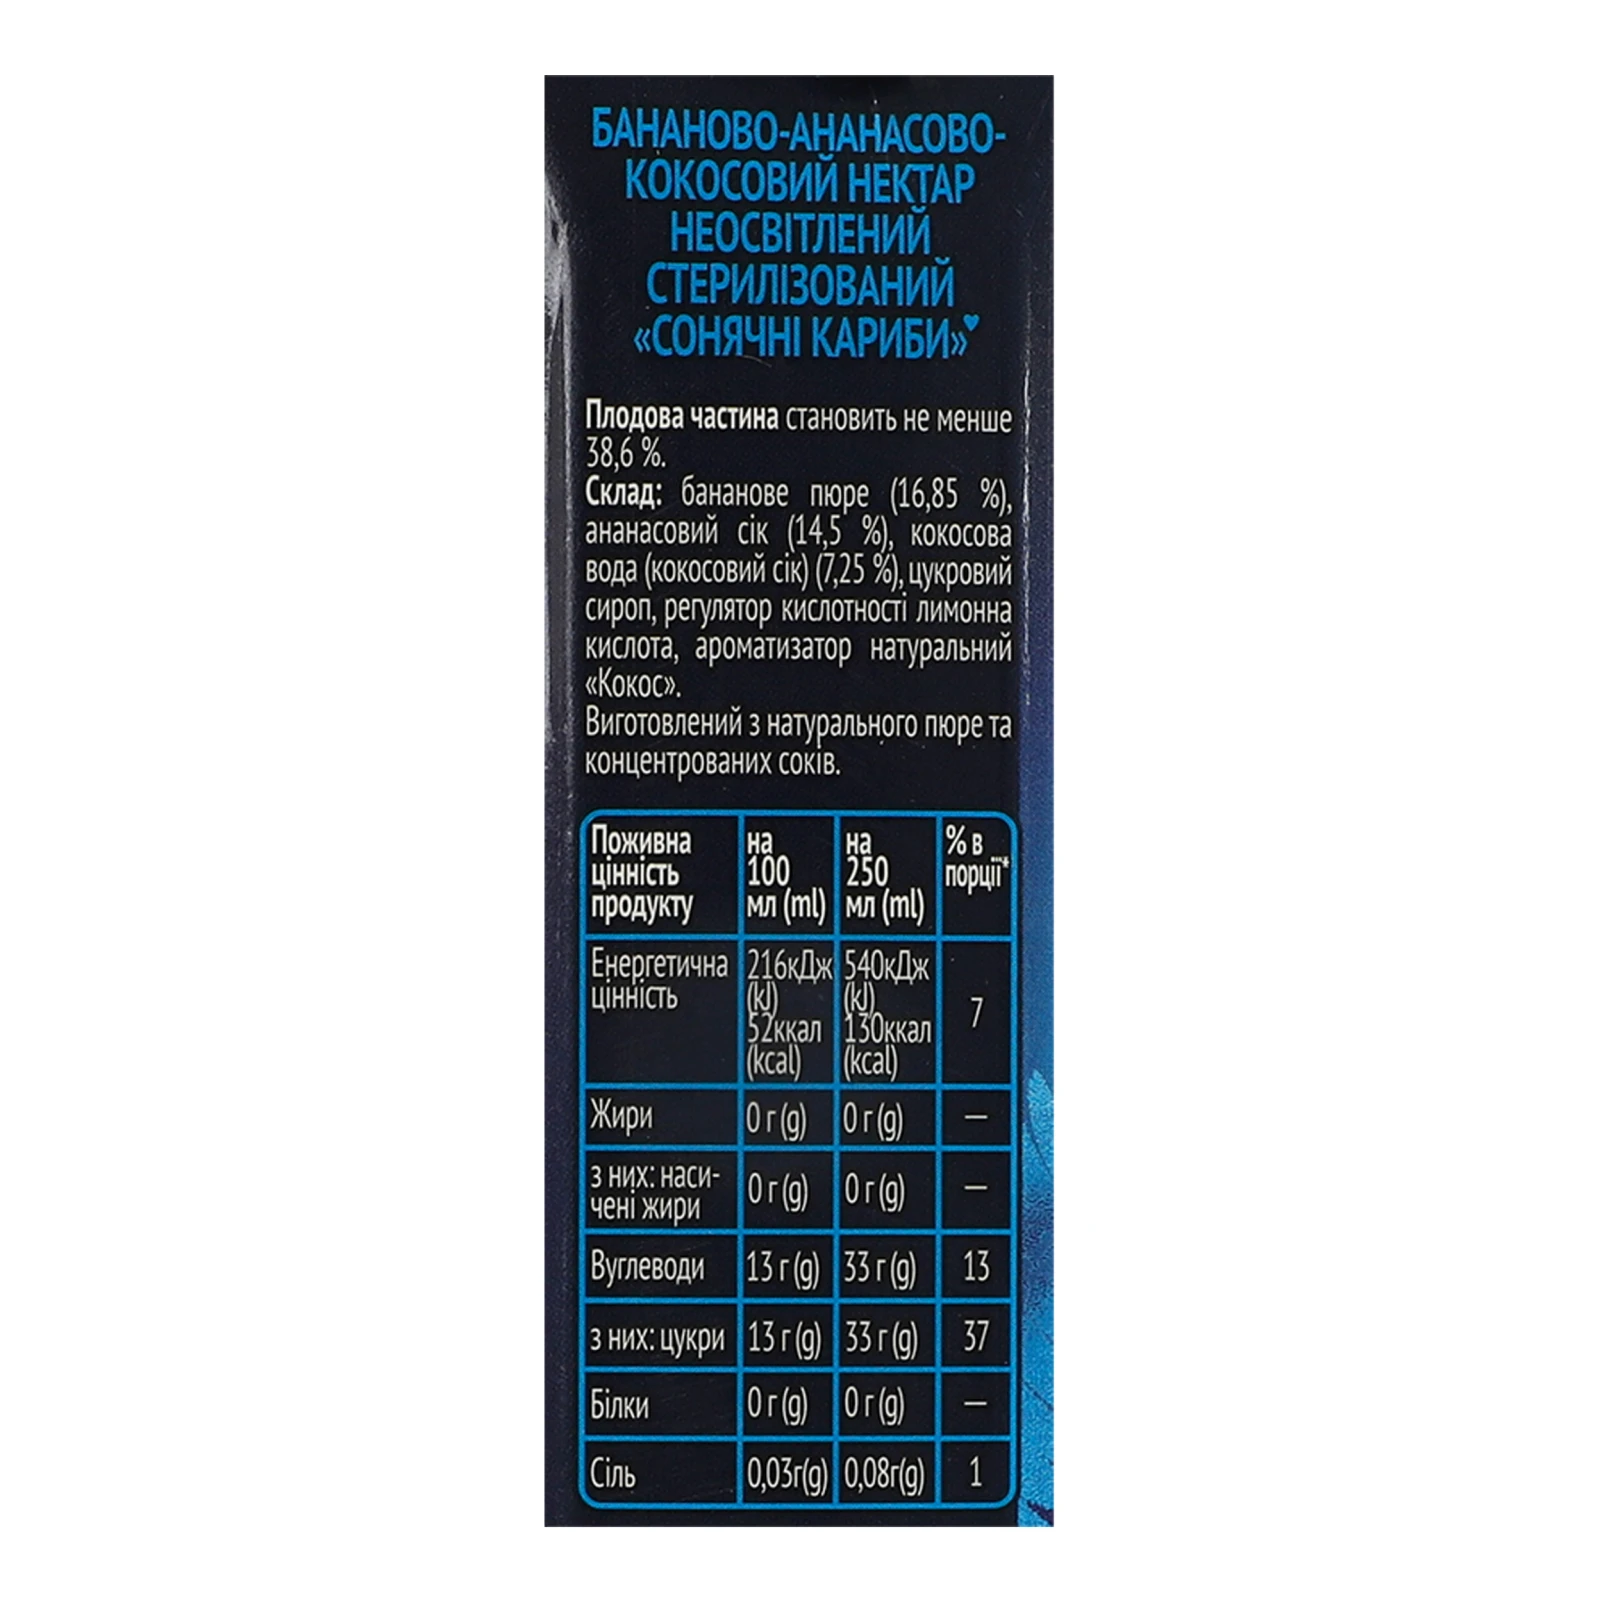 БАНАНОВО-АНАНАСОВО-
КОКОСОВИЙ НЕКТАР
НЕОСВІТЛЕНИЙ
СТЕРИЛІЗОВАНИЙ
«СОНЯЧНІ КАРИБИ»♥
Плодова частина становить не менше
38,6 %.
Склад: бананове пюре (16,85 %),
ананасовий сік (14,5 %), кокосова
вода (кокосовий сік) (7,25 %), цукровий
сироп, регулятор кислотності лимонна
кислота, ароматизатор натуральний
«Кокос».
Виготовлений з натурального пюре та
концентрованих соків.
Поживна цінність продукту на 100 мл (ml) на 250 мл (ml) % в порції*
Енергетична цінність 216кДж (kJ) 52ккал (kcal) 540кДж (kJ) 130ккал (kcal) 7
Жири 0 г (g) 0 г (g) —
з них: наси-
чені жири 0 г (g) 0 г (g) —
Вуглеводи 13 г (g) 33 г (g) 13
з них: цукри 13 г (g) 33 г (g) 37
Білки 0 г (g) 0 г (g) —
Сіль 0,03г(g) 0,08г(g) 1